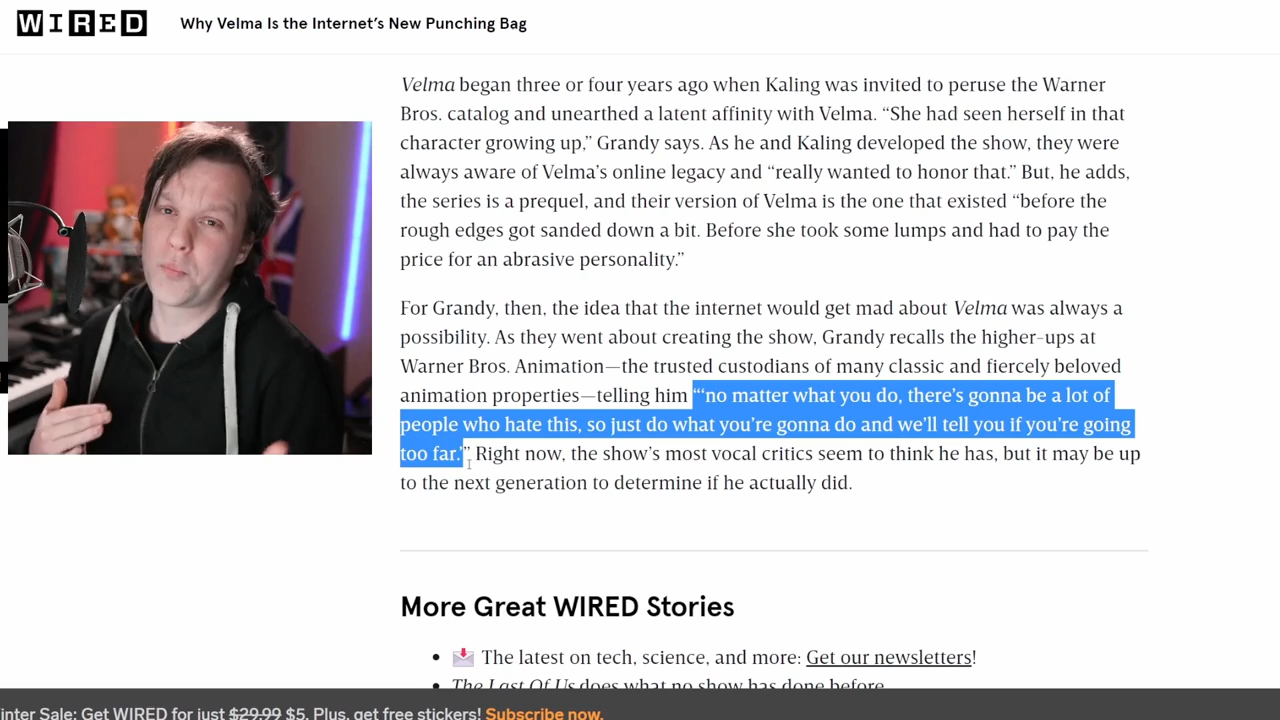 WIRED Why Velma Is the Internet’s New Punching Bag
Velma began three or four years ago when Kaling was invited to peruse the Warner
Bros. catalog and unearthed a latent affinity with Velma. “She had seen herself in that
character growing up,” Grandy says. As he and Kaling developed the show, they were
always aware of Velma’s online legacy and “really wanted to honor that.” But, he adds,
the series is a prequel, and their version of Velma is the one that existed “before the
rough edges got sanded down a bit. Before she took some lumps and had to pay the
price for an abrasive personality.”
For Grandy, then, the idea that the internet would get mad about Velma was always a
possibility. As they went about creating the show, Grandy recalls the higher-ups at
Warner Bros. Animation—the trusted custodians of many classic and fiercely beloved
animation properties—telling him “‘no matter what you do, there’s gonna be a lot of
people who hate this, so just do what you’re gonna do and we’ll tell you if you’re going
too far.’” Right now, the show’s most vocal critics seem to think he has, but it may be up
to the next generation to determine if he actually did.
More Great WIRED Stories
• 📩 The latest on tech, science, and more: Get our newsletters!
• The Last Of Us does what no show has done before
inter Sale: Get WIRED for just $29.99 $5. Plus, get free stickers! Subscribe now.